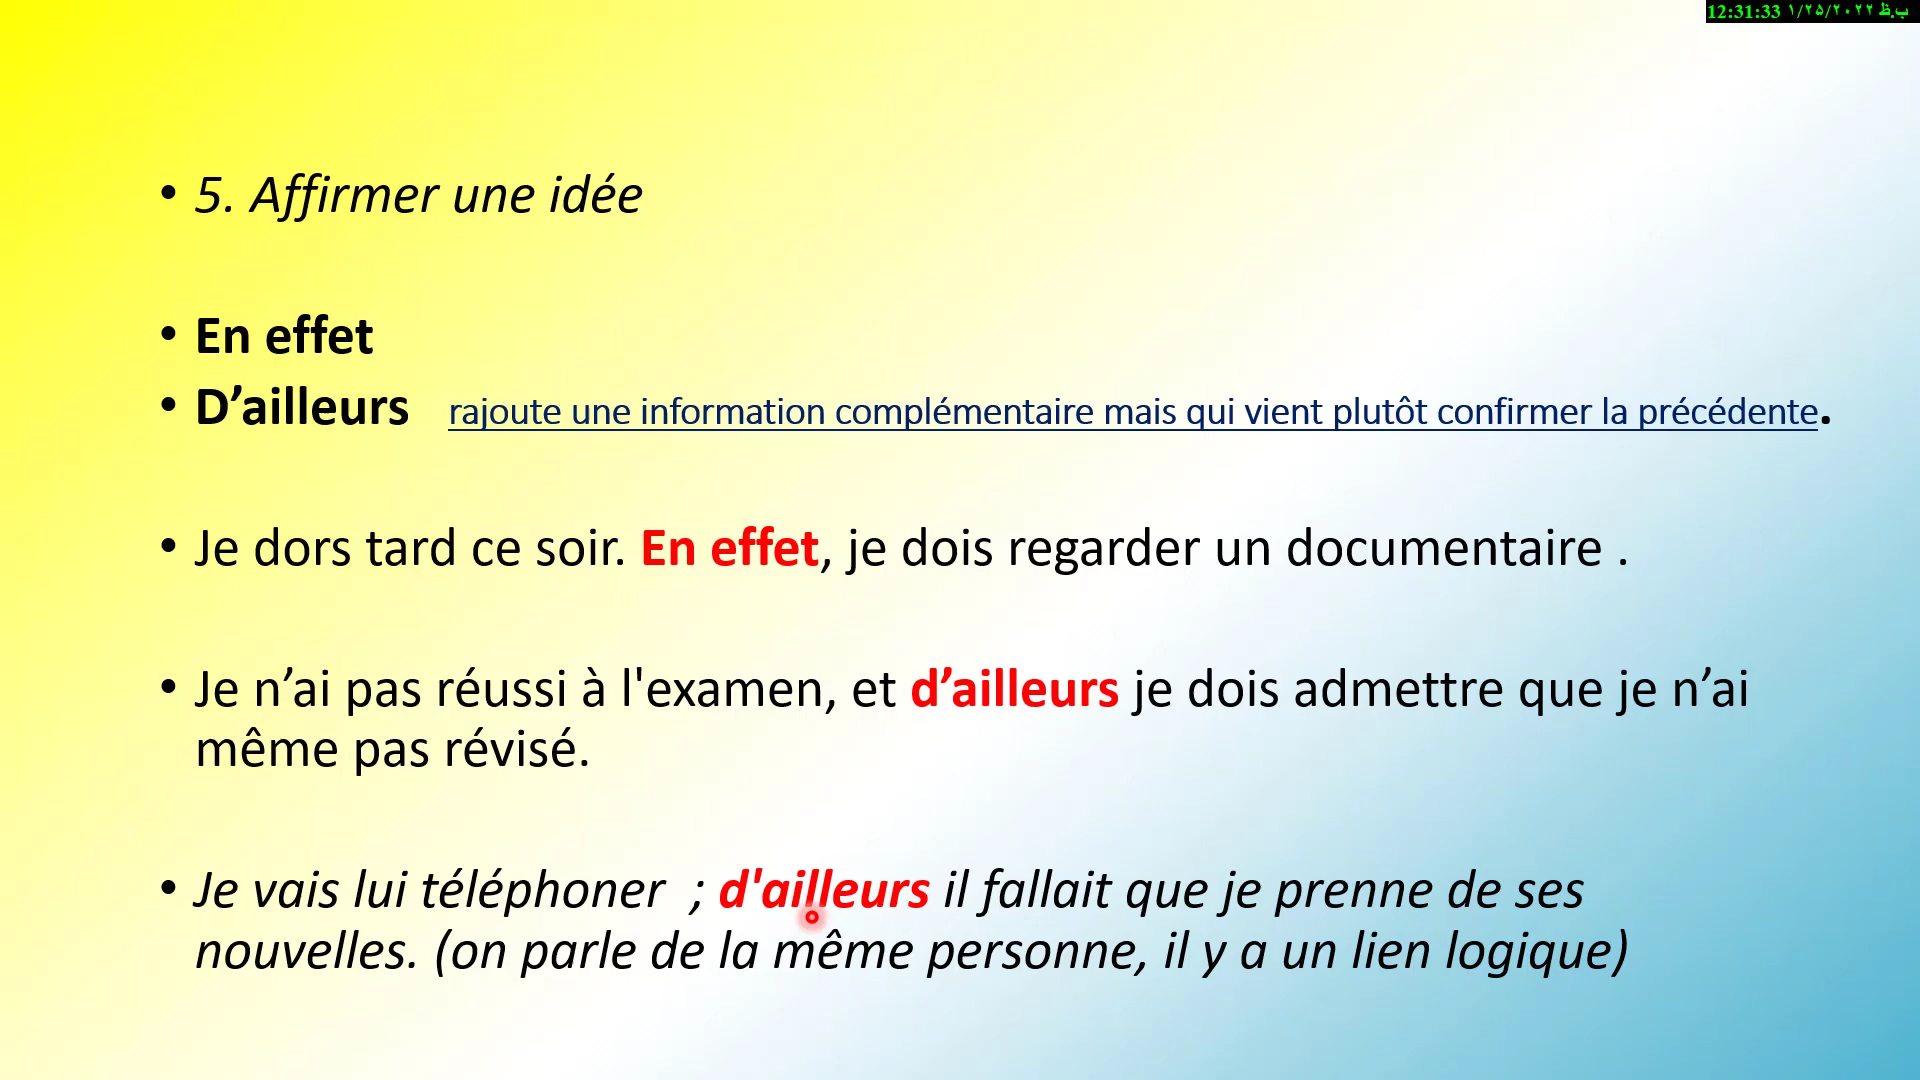 12:31:33 ۱/۲۵/۲۰۲۲ ب.ظ
• 5. Affirmer une idée
• En effet
• D’ailleurs rajoute une information complémentaire mais qui vient plutôt confirmer la précédente.
• Je dors tard ce soir. En effet, je dois regarder un documentaire .
• Je n’ai pas réussi à l'examen, et d’ailleurs je dois admettre que je n’ai
même pas révisé.
• Je vais lui téléphoner ; d'ailleurs il fallait que je prenne de ses
nouvelles. (on parle de la même personne, il y a un lien logique)